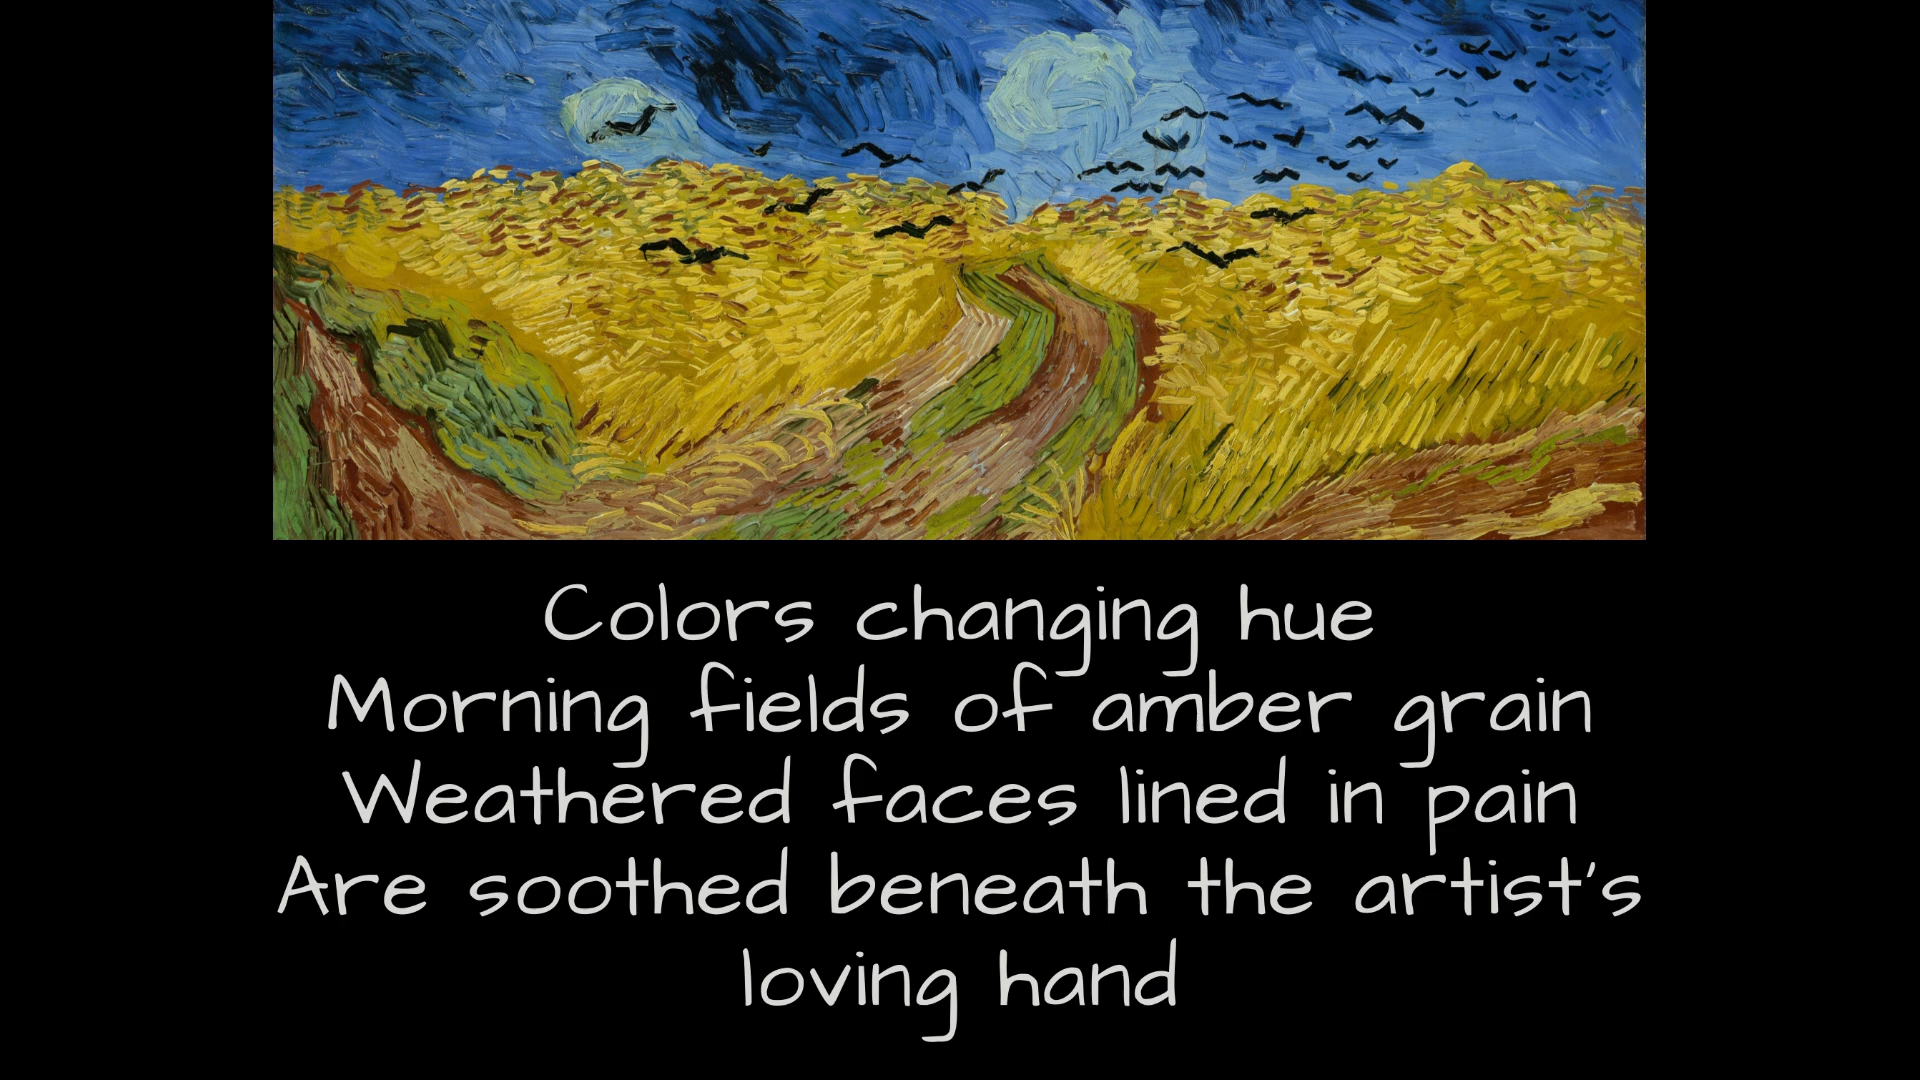 Colors changing hue
Morning fields of amber grain
Weathered faces lined in pain
Are soothed beneath the artist's
loving hand